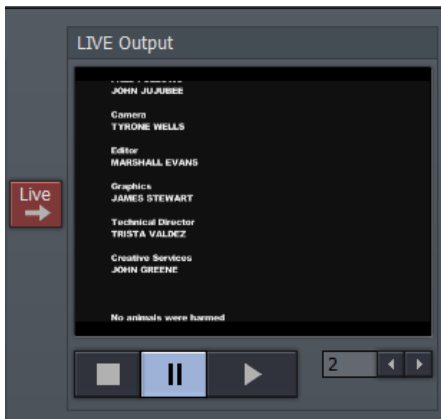 LIVE Output
JOHN JUJUBEE
Camera
TYRONE WELLS
Editor
MARSHALL EVANS
Graphics
JAMES STEWART
Technical Director
TRISTA VALDEZ
Creative Services
JOHN GREENE
No animals were harmed
Live
2